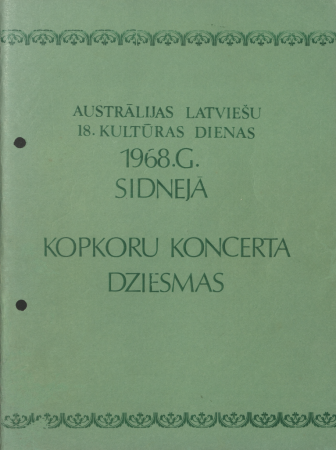 AUSTRĀLIJAS LATVIEŠU
18. KULTŪRAS DIENAS
1968.G.
SIDNEJĀ
KOPKORU KONCERTA
DZIESMAS